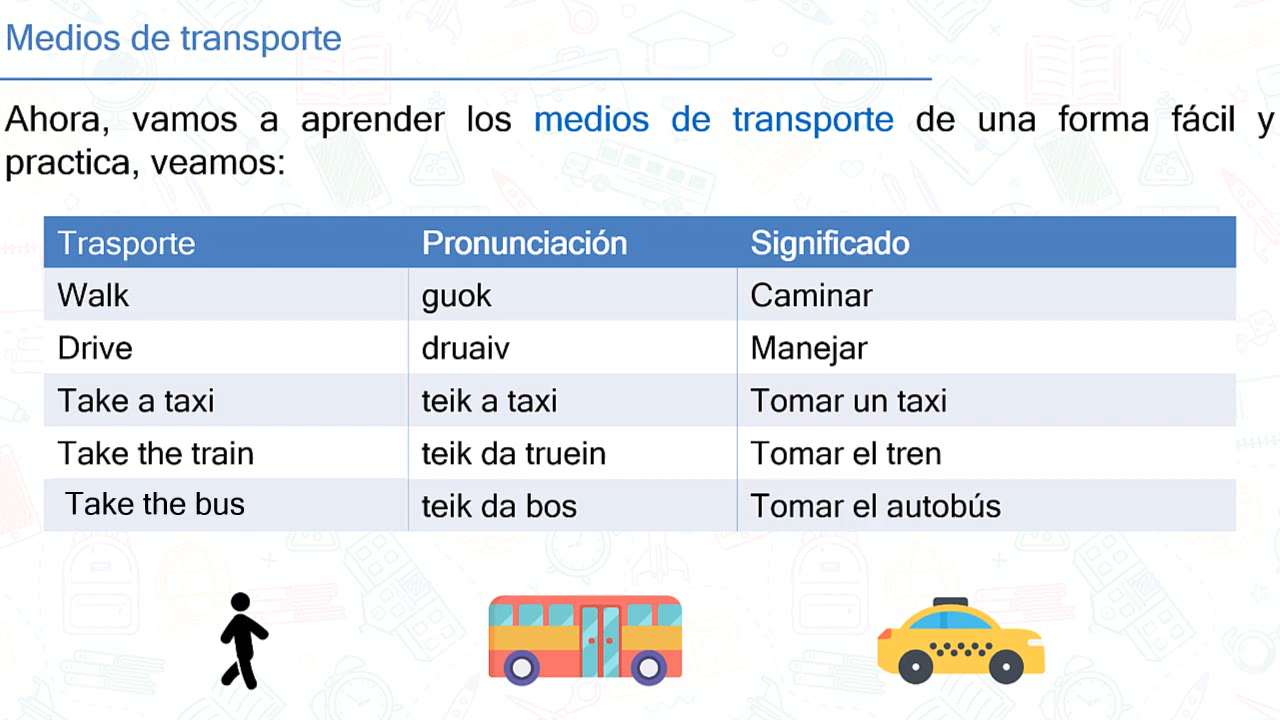 Medios de transporte
Ahora, vamos a aprender los medios de transporte de una forma fácil y
practica, veamos:
Trasporte Pronunciación Significado
Walk guok Caminar
Drive druaiv Manejar
Take a taxi teik a taxi Tomar un taxi
Take the train teik da truein Tomar el tren
Take the bus teik da bos Tomar el autobús